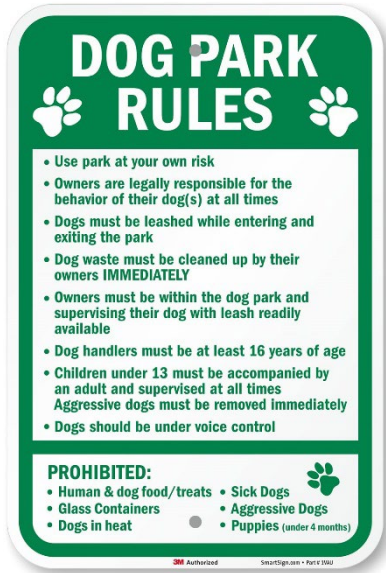 DOG PARK
RULES
• Use park at your own risk
• Owners are legally responsible for the
behavior of their dog(s) at all times
• Dogs must be leashed while entering and
exiting the park
• Dog waste must be cleaned up by their
owners IMMEDIATELY
• Owners must be within the dog park and
supervising their dog with leash readily
available
• Dog handlers must be at least 16 years of age
• Children under 13 must be accompanied by
an adult and supervised at all times
Aggressive dogs must be removed immediately
• Dogs should be under voice control
PROHIBITED:
• Human & dog food/treats
• Glass Containers
• Dogs in heat
• Sick Dogs
• Aggressive Dogs
• Puppies (under 4 months)
3M Authorized
SmartSign.com • Part # 1VAU